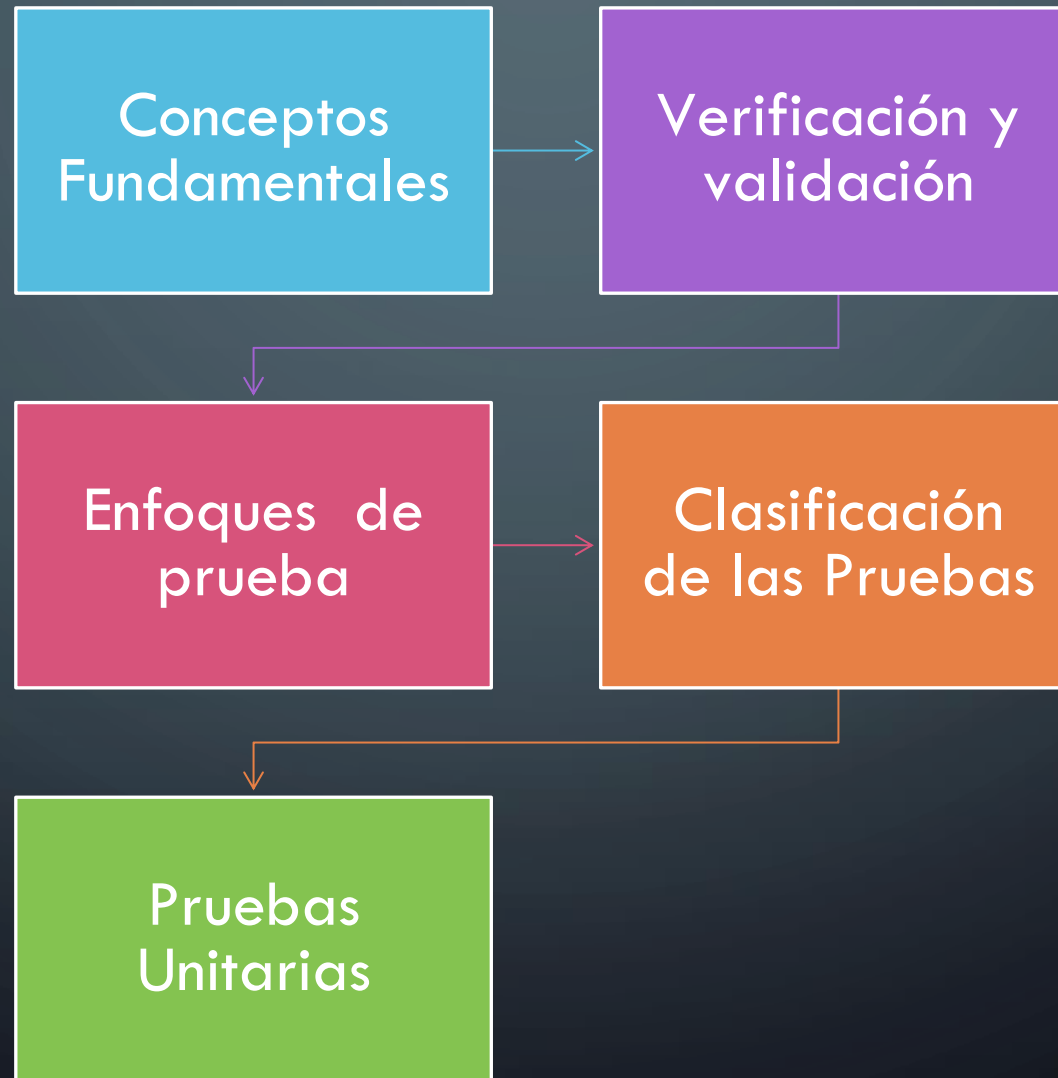 Conceptos
Fundamentales
Verificación y
validación
Enfoques de
prueba
Clasificación
de las Pruebas
Pruebas
Unitarias